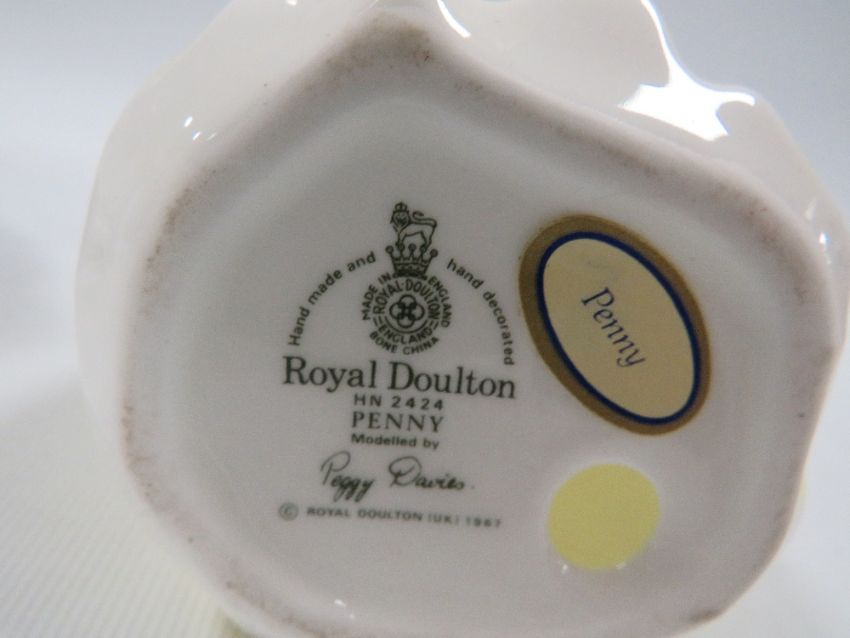 Hand made and hand decorated
MADE IN ENGLAND
ROYAL·DOULTON
ENGLAND
BONE CHINA
Royal Doulton
HN 2424
PENNY
Modelled by
Peggy Davies.
© ROYAL DOULTON (UK) 1967
Penny